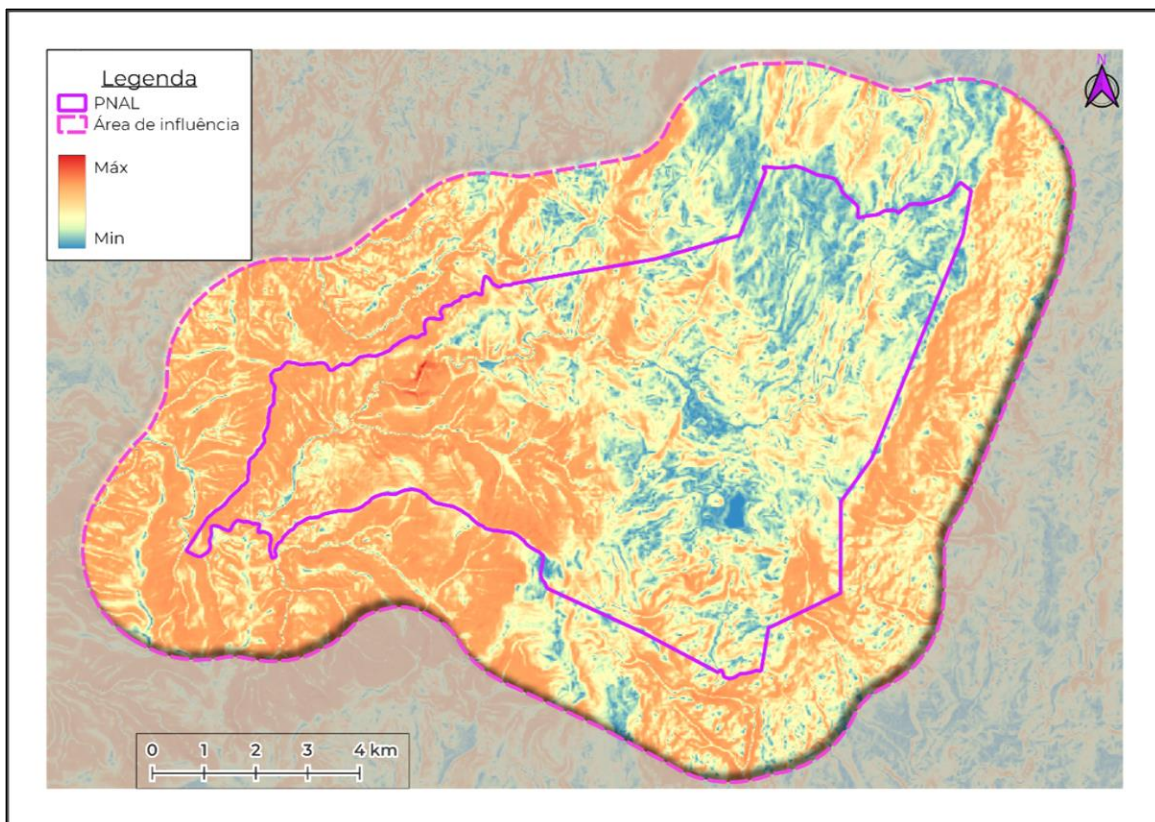 Legenda
PNAL
Área de influência
Máx
Min
N
0 1 2 3 4 km